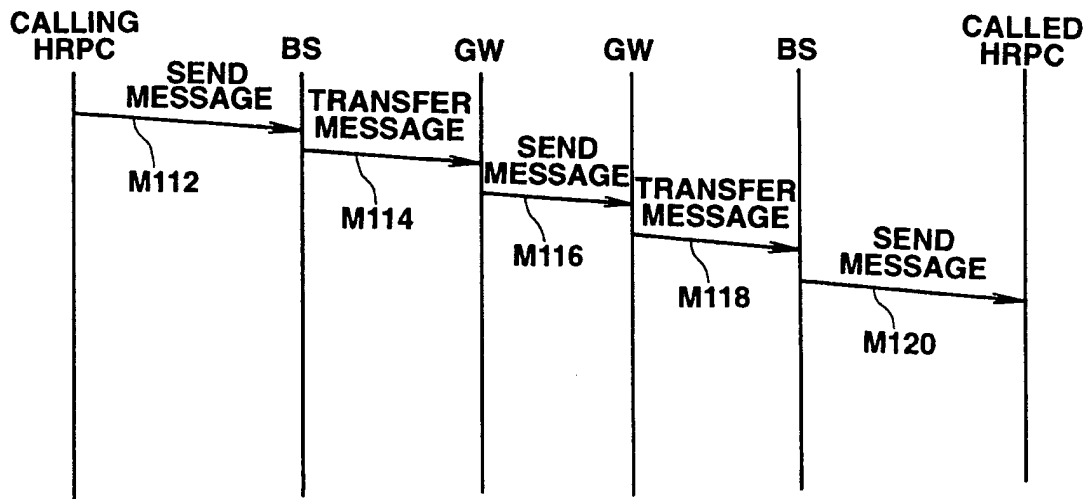 CALLING
HRPC
BS
GW
GW
BS
CALLED
HRPC
SEND
MESSAGE
M112
TRANSFER
MESSAGE
M114
SEND
MESSAGE
M116
TRANSFER
MESSAGE
M118
SEND
MESSAGE
M120